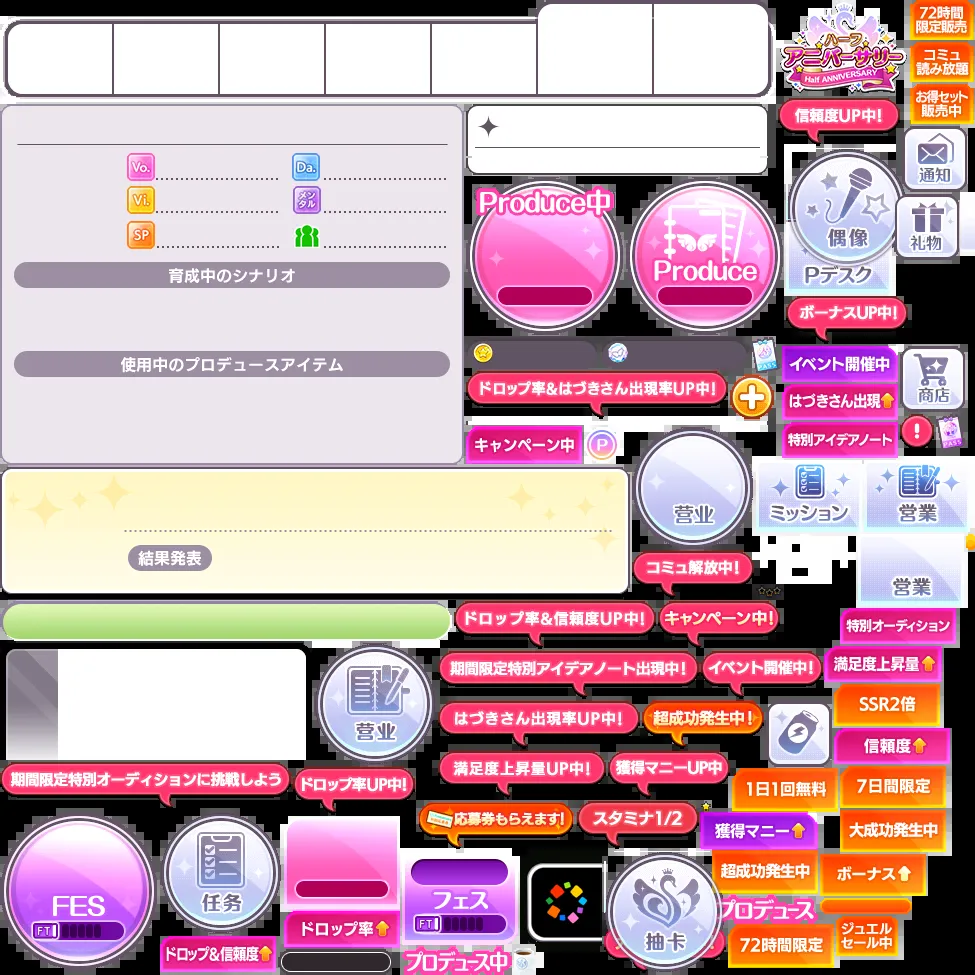 ハーフ
アニバーサリー
Half ANNIVERSARY
72時間
限定販売
コミュ
読み放題
お得セット
販売中
信頼度UP中!
通知
偶像
礼物
Pデスク
Vo.
Da.
Vi.
メン
タル
SP
育成中のシナリオ
使用中のプロデュースアイテム
Produce中
Produce
ボーナスUP中!
イベント開催中
はづきさん出現
商店
特別アイデアノート
!
PASS
PASS
ドロップ率&はづきさん出現率UP中!
キャンペーン中
P
营业
ミッション
営業
営業
結果発表
コミュ解放中!
ドロップ率&信頼度UP中!
キャンペーン中!
特別オーディション
期間限定特別アイデアノート出現中!
イベント開催中!
満足度上昇量
营业
はづきさん出現率UP中!
超成功発生中!
SSR2倍
信頼度
満足度上昇量UP中!
獲得マニーUP中
期間限定特別オーディションに挑戦しよう
ドロップ率UP中!
1日1回無料
7日間限定
応募券もらえます!
スタミナ1/2
獲得マニー
大成功発生中
FES
FT
任务
ドロップ率
フェス
FT
超成功発生中
ボーナス
抽卡
プロデュース
ドロップ&信頼度
プロデュース中
72時間限定
ジュエル
セール中